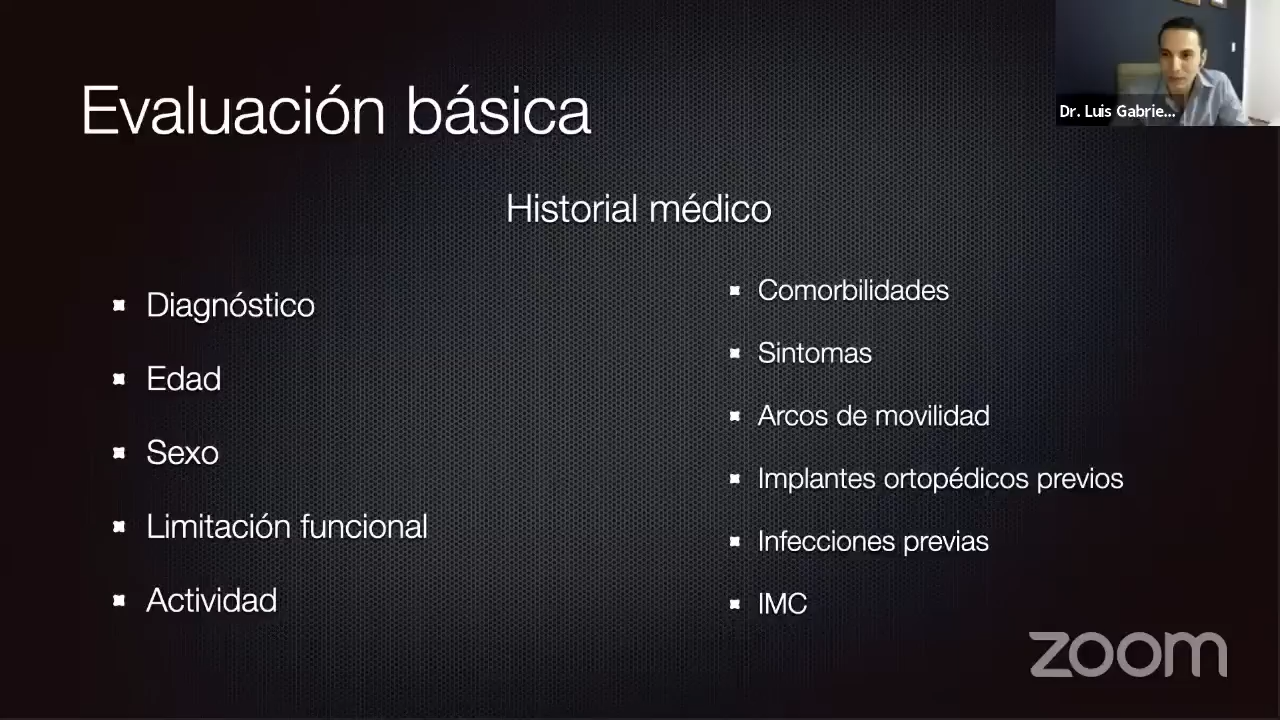 Evaluación básica
Dr. Luis Gabrie...
Historial médico
Diagnóstico
Edad
Sexo
Limitación funcional
Actividad
Comorbilidades
Sintomas
Arcos de movilidad
Implantes ortopédicos previos
Infecciones previas
IMC
zoom